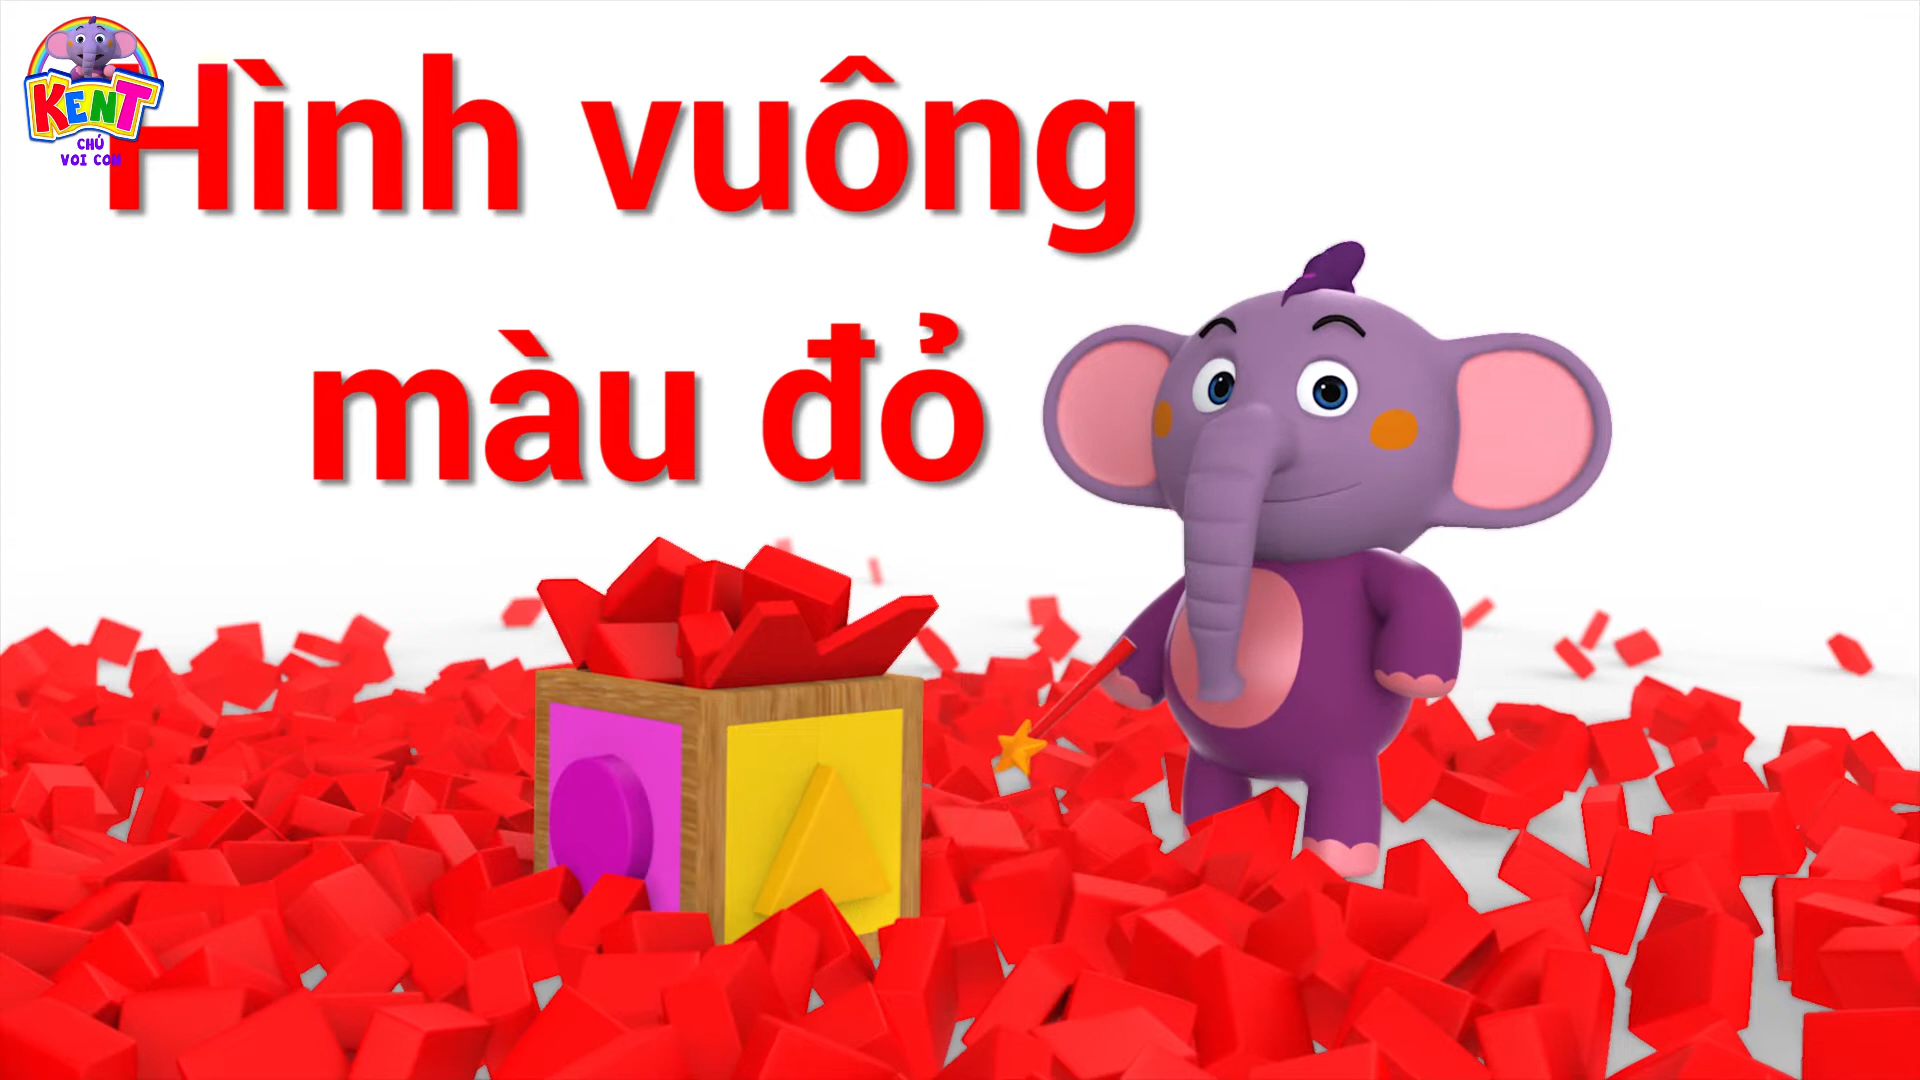 KENT
CHÚ
VOI CON
Hình vuông
màu đỏ